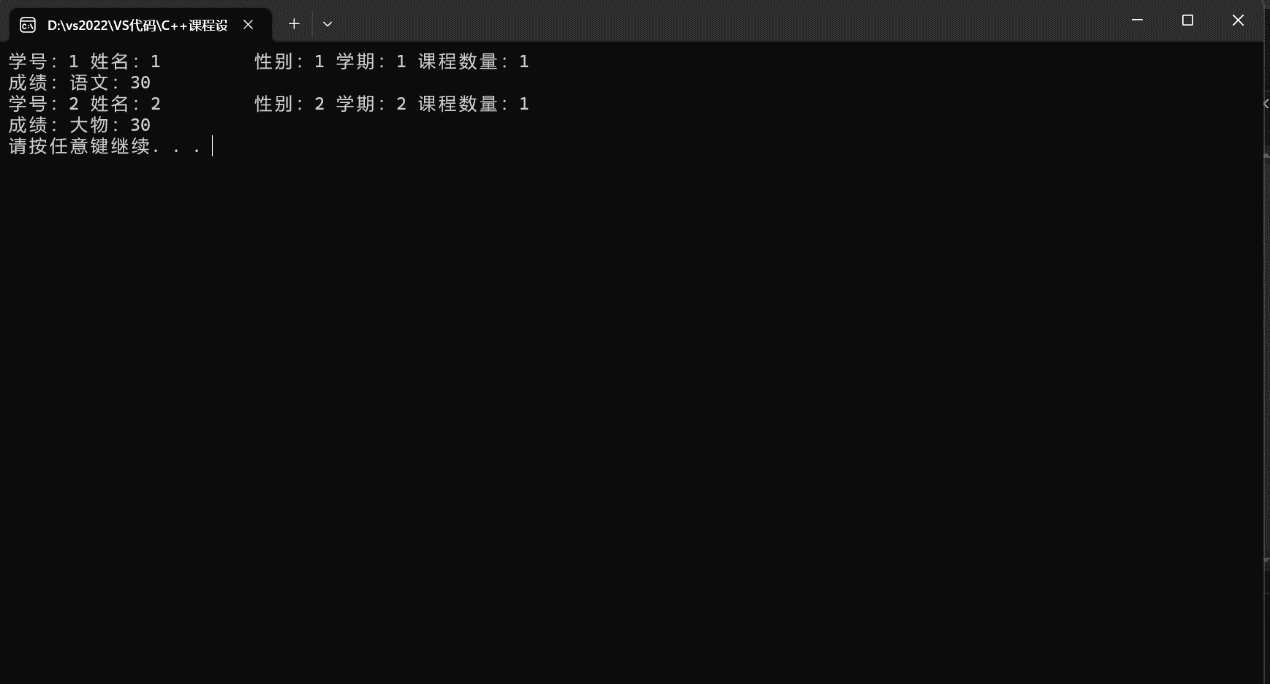 D:\vs2022\VS代码\C++课程设
学号：1 姓名：1 性别：1 学期：1 课程数量：1
成绩：语文：30
学号：2 姓名：2 性别：2 学期：2 课程数量：1
成绩：大物：30
请按任意键继续. . .